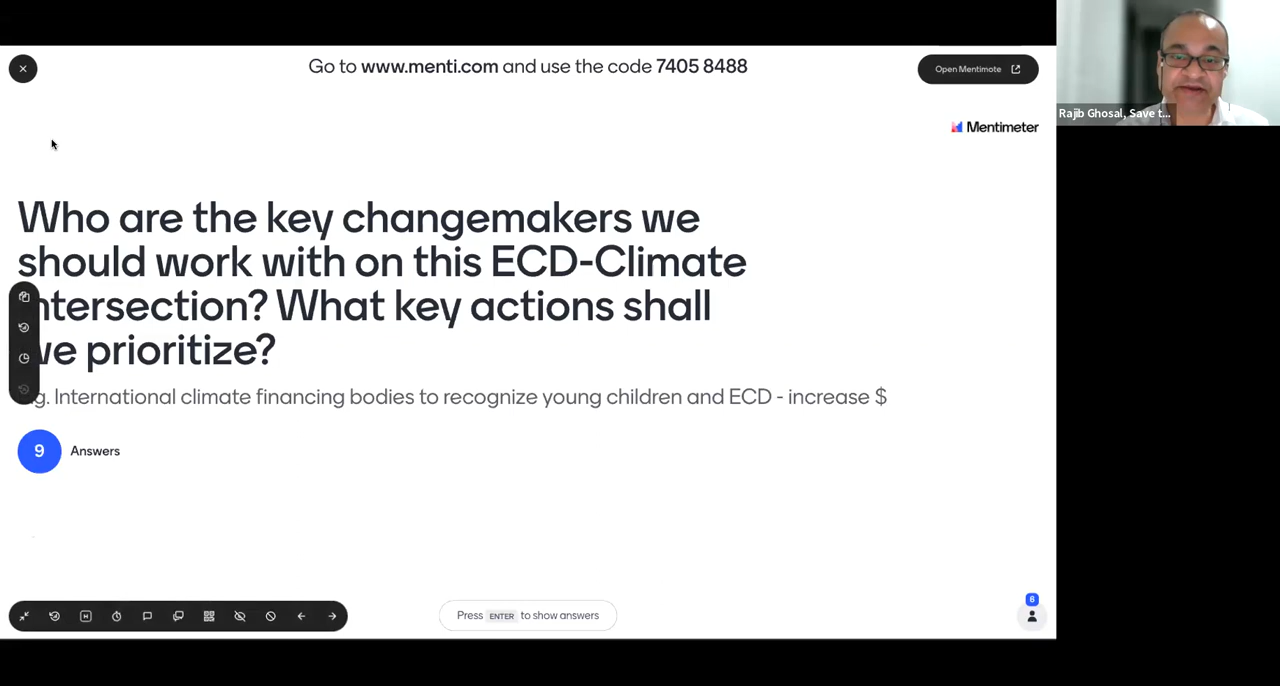 Go to www.menti.com and use the code 7405 8488
Open Mentimote
Rajib Ghosal, Save t...
Mentimeter
Who are the key changemakers we
should work with on this ECD-Climate
ntersection? What key actions shall
we prioritize?
g. International climate financing bodies to recognize young children and ECD - increase $
9 Answers
Press ENTER to show answers
6